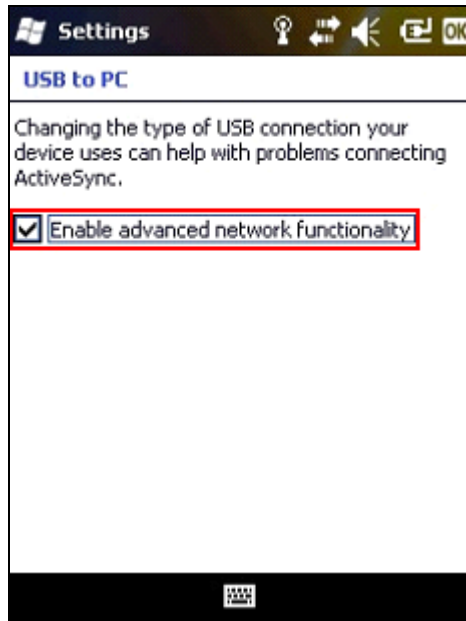 Settings
OK
USB to PC
Changing the type of USB connection your
device uses can help with problems connecting
ActiveSync.
Enable advanced network functionality